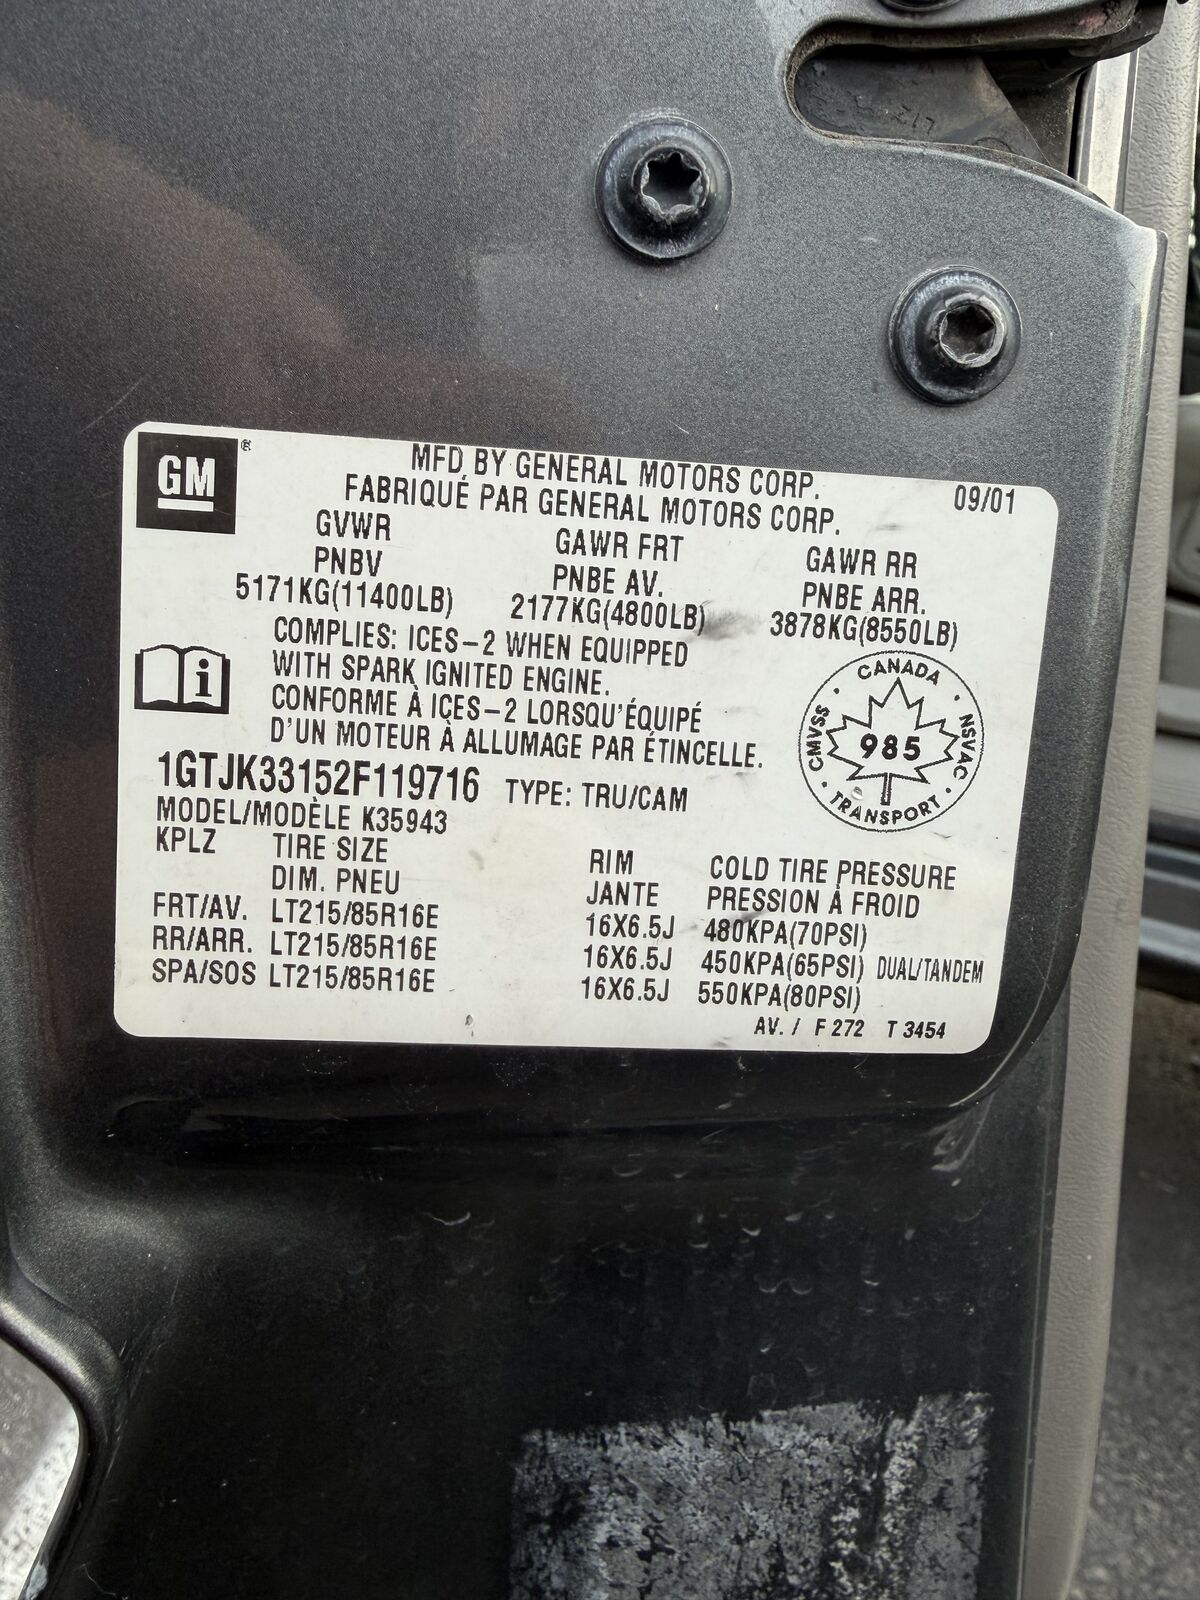 GM
MFD BY GENERAL MOTORS CORP.
FABRIQUÉ PAR GENERAL MOTORS CORP.
09/01
GVWR GAWR FRT GAWR RR
PNBV PNBE AV. PNBE ARR.
5171KG(11400LB) 2177KG(4800LB) 3878KG(8550LB)
COMPLIES: ICES-2 WHEN EQUIPPED
WITH SPARK IGNITED ENGINE.
CONFORME À ICES-2 LORSQU'ÉQUIPÉ
D'UN MOTEUR À ALLUMAGE PAR ÉTINCELLE.
CANADA
CMVSS 985 NSVAC
TRANSPORT
1GTJK33152F119716 TYPE: TRU/CAM
MODEL/MODÈLE K35943
KPLZ TIRE SIZE RIM COLD TIRE PRESSURE
DIM. PNEU JANTE PRESSION À FROID
FRT/AV. LT215/85R16E 16X6.5J 480KPA(70PSI)
RR/ARR. LT215/85R16E 16X6.5J 450KPA(65PSI) DUAL/TANDEM
SPA/SOS LT215/85R16E 16X6.5J 550KPA(80PSI)
AV. / F 272 T 3454